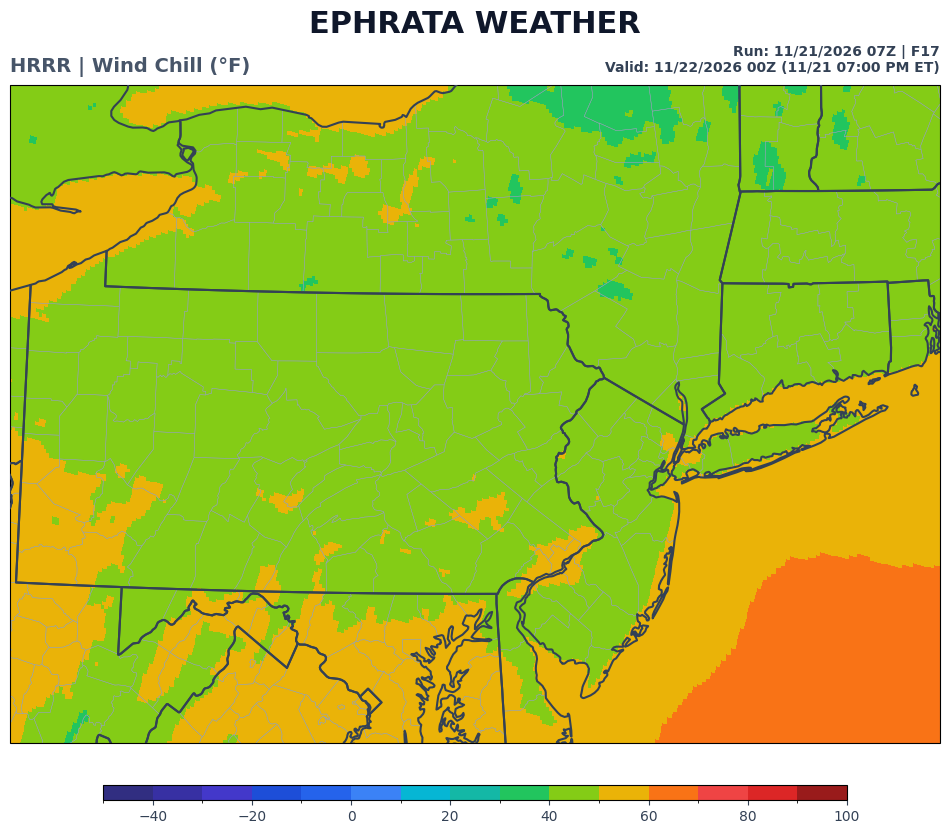 EPHRATA WEATHER
HRRR | Wind Chill (°F)
Run: 11/21/2026 07Z | F17
Valid: 11/22/2026 00Z (11/21 07:00 PM ET)
−40 −20 0 20 40 60 80 100